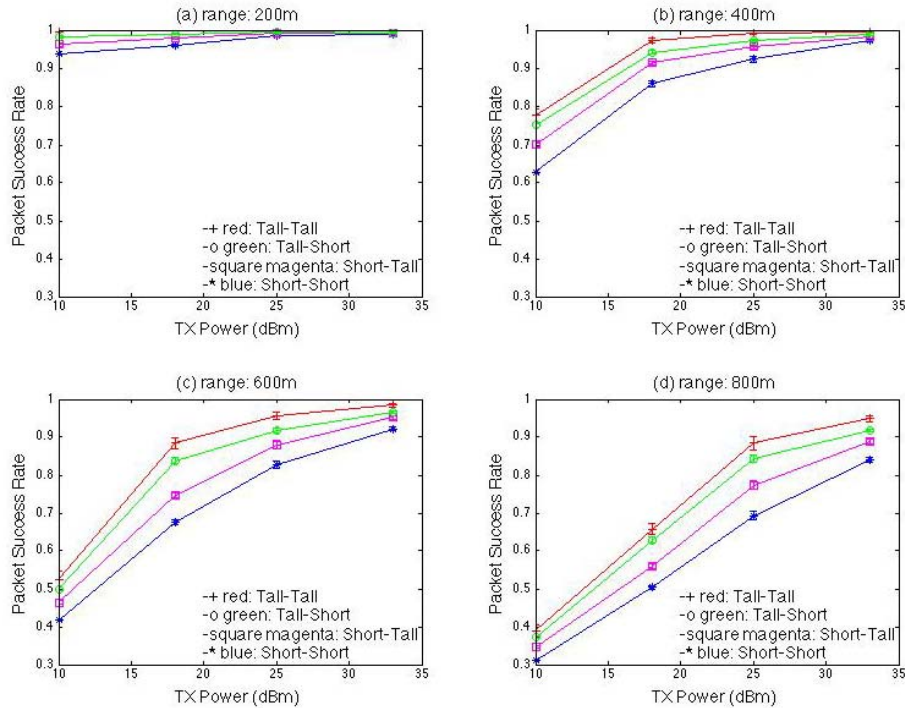 (a) range: 200m
Packet Success Rate
1
0.9
0.8
0.7
0.6
0.5
0.4
0.3
-+ red: Tall-Tall
-o green: Tall-Short
-square magenta: Short-Tall
-* blue: Short-Short
10 15 20 25 30 35
TX Power (dBm)
(b) range: 400m
Packet Success Rate
1
0.9
0.8
0.7
0.6
0.5
0.4
0.3
-+ red: Tall-Tall
-o green: Tall-Short
-square magenta: Short-Tall
-* blue: Short-Short
10 15 20 25 30 35
TX Power (dBm)
(c) range: 600m
Packet Success Rate
1
0.9
0.8
0.7
0.6
0.5
0.4
0.3
-+ red: Tall-Tall
-o green: Tall-Short
-square magenta: Short-Tall
-* blue: Short-Short
10 15 20 25 30 35
TX Power (dBm)
(d) range: 800m
Packet Success Rate
1
0.9
0.8
0.7
0.6
0.5
0.4
0.3
-+ red: Tall-Tall
-o green: Tall-Short
-square magenta: Short-Tall
-* blue: Short-Short
10 15 20 25 30 35
TX Power (dBm)